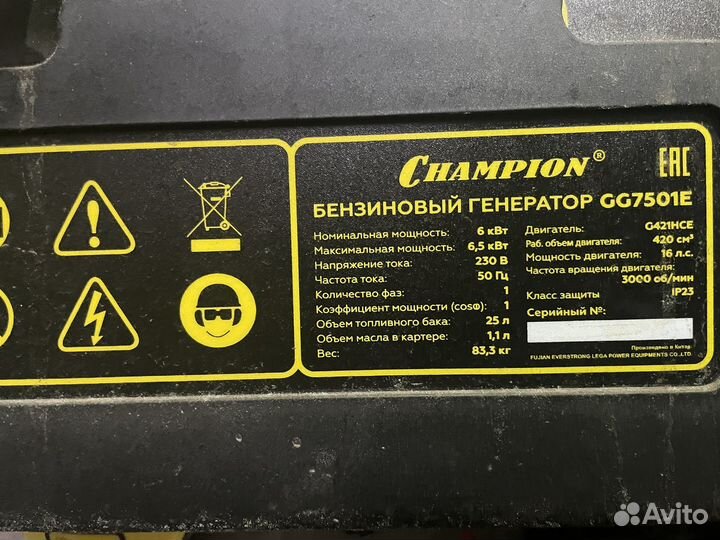 CHAMPION®
EAC
БЕНЗИНОВЫЙ ГЕНЕРАТОР GG7501E
Номинальная мощность: 6 кВт
Максимальная мощность: 6,5 кВт
Напряжение тока: 230 В
Частота тока: 50 Гц
Количество фаз: 1
Коэффициент мощности (cosφ): 1
Объем топливного бака: 25 л
Объем масла в картере: 1,1 л
Вес: 83,3 кг
Двигатель: G421HCE
Раб. объем двигателя: 420 см³
Мощность двигателя: 16 л.с.
Частота вращения двигателя:
3000 об/мин
Класс защиты IP23
Серийный №:
Произведено в Китае
FUJIAN EVERSTRONG LEGA POWER EQUIPMENTS CO.,LTD.
Avito